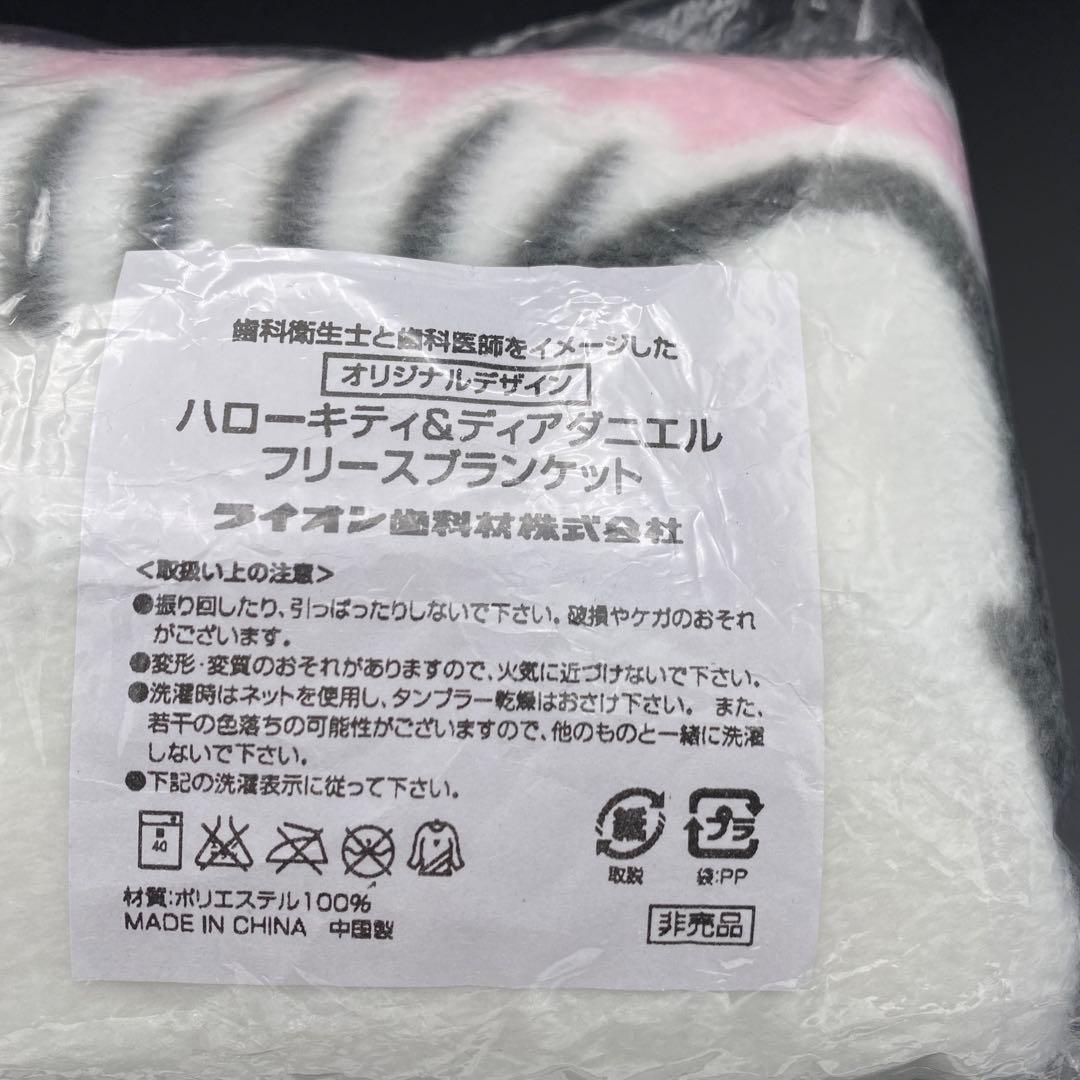 歯科衛生士と歯科医師をイメージした
オリジナルデザイン
ハローキティ&ディアダニエル
フリースブランケット
ライオン歯科材株式会社
<取扱い上の注意>
●振り回したり、引っぱったりしないで下さい。破損やケガのおそれ
がございます。
●変形・変質のおそれがありますので、火気に近づけないで下さい。
●洗濯時はネットを使用し、タンブラー乾燥はおさけ下さい。 また、
若干の色落ちの可能性がございますので、他のものと一緒に洗濯
しないで下さい。
●下記の洗濯表示に従って下さい。
40
紙
プラ
取説
袋:PP
材質:ポリエステル100%
MADE IN CHINA 中国製
非売品